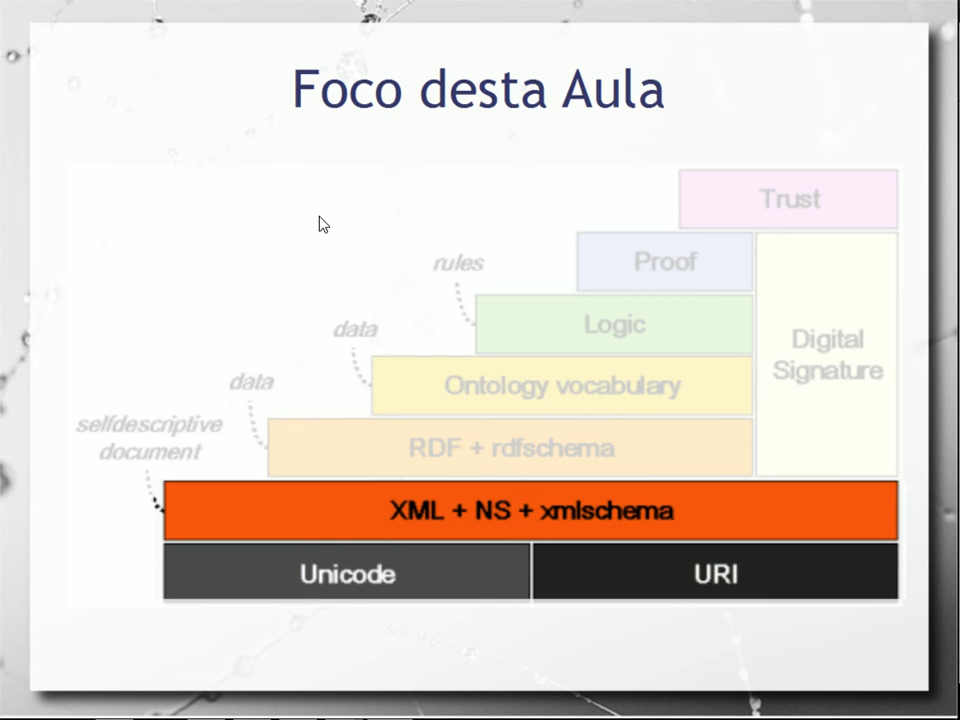 Foco desta Aula
Trust
Proof
rules
Logic
data
Digital
Signature
Ontology vocabulary
data
RDF + rdfschema
selfdescriptive
document
XML + NS + xmlschema
Unicode
URI